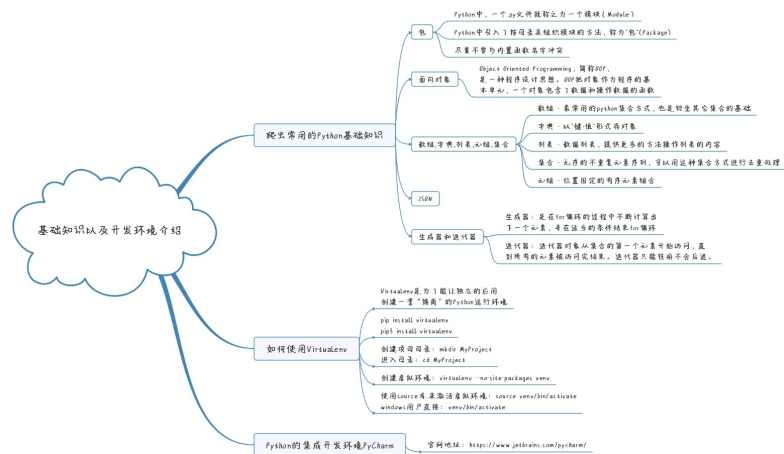 基础知识以及开发环境介绍
爬虫常用的Python基础知识
包
Python中，一个.py文件就称之为一个模块（Module）
Python中引入了按目录来组织模块的方法，称为"包"(Package)
尽量不要与内置函数名字冲突
面向对象
Object Oriented Programming，简称OOP，
是一种程序设计思想。OOP把对象作为程序的基
本单元，一个对象包含了数据和操作数据的函数
数组,字典,列表,元组,集合
数组 - 最常用的python集合方式，也是衍生其它集合的基础
字典 - 以"键-值"形式存对象
列表 - 数据列表，提供更多的方法操作列表的内容
集合 - 无序的不重复元素序列，可以用这种集合方式进行去重处理
元组 - 位置固定的有序元素组合
JSON
生成器和迭代器
生成器：是在for循环的过程中不断计算出
下一个元素，并在适当的条件结束for循环
迭代器：迭代器对象从集合的第一个元素开始访问，直
到所有的元素被访问完结束。迭代器只能往前不会后退。
如何使用Virtualenv
Virtualenv是为了能让独立的应用
创建一套“隔离”的Python运行环境
pip install virtualenv
pip3 install virtualenv
创建项目目录：mkdir MyProject
进入目录：cd MyProject
创建虚拟环境：virtualenv --no-site-packages venv
使用source库来激活虚拟环境：source venv/bin/activate
windows用户直接：venv/bin/activate
Python的集成开发环境PyCharm
官网地址：https://www.jetbrains.com/pycharm/